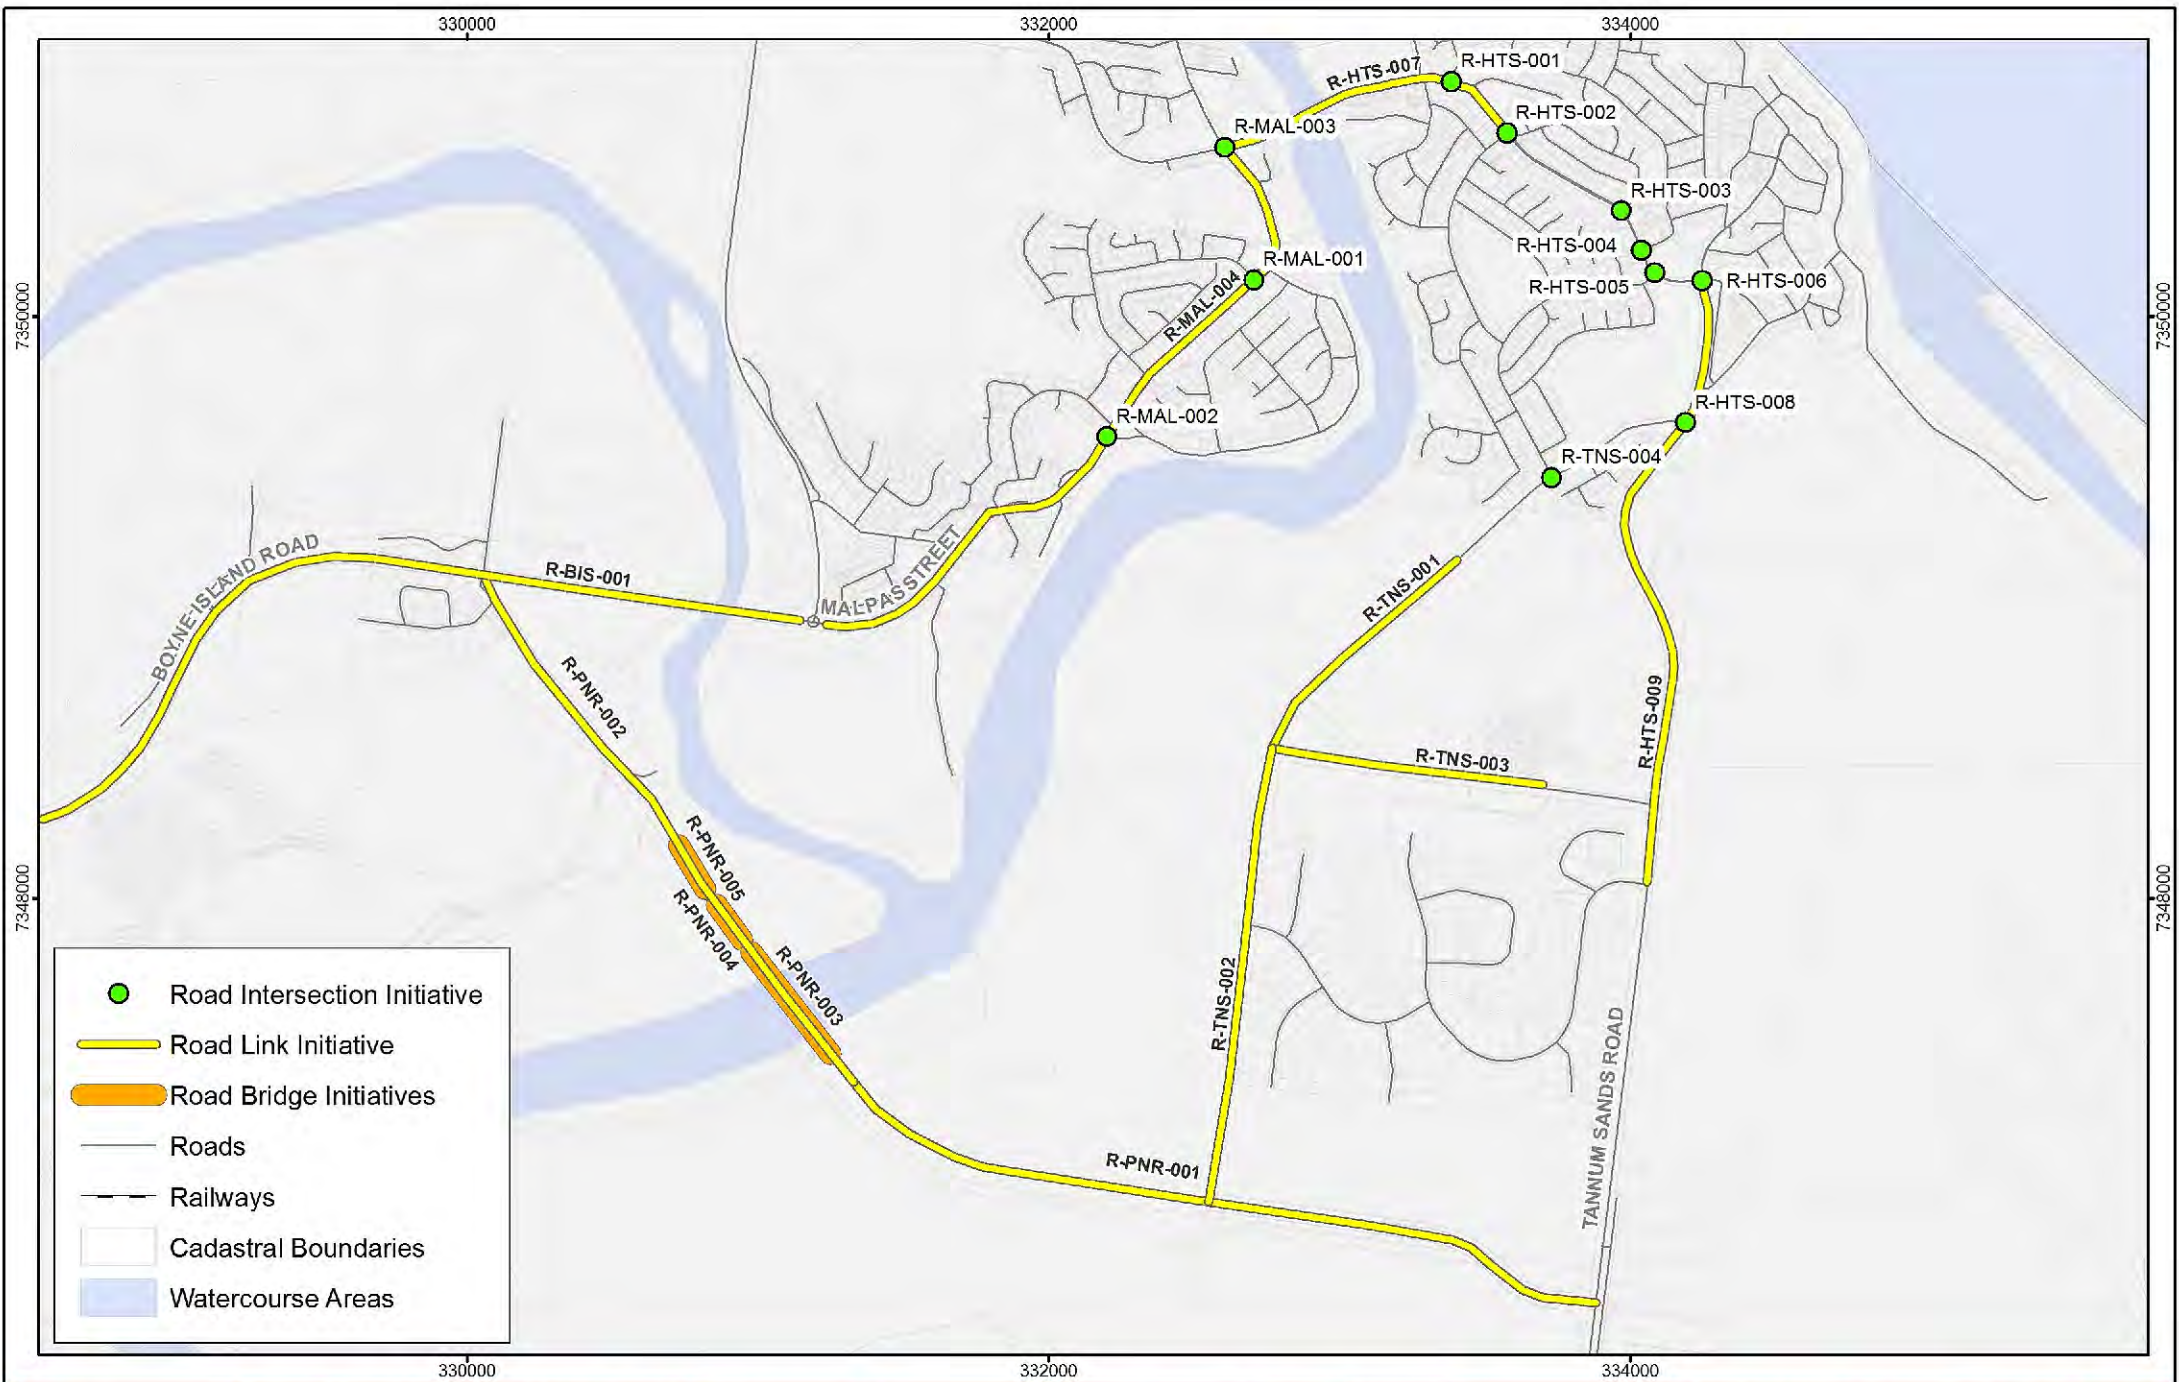 330000
332000
334000
R-HTS-001
R-HTS-007
R-HTS-002
R-MAL-003
R-HTS-003
R-HTS-004
R-MAL-001
R-HTS-005
R-HTS-006
R-MAL-004
7350000
7350000
R-MAL-002
R-HTS-008
R-TNS-004
BOYNE ISLAND ROAD
R-BIS-001
MALPAS STREET
R-TNS-001
R-PNR-002
R-HTS-009
R-TNS-003
R-PNR-005
7348000
7348000
R-PNR-004
R-PNR-003
R-TNS-002
TANNUM SANDS ROAD
R-PNR-001
Road Intersection Initiative
Road Link Initiative
Road Bridge Initiatives
Roads
Railways
Cadastral Boundaries
Watercourse Areas
330000
332000
334000